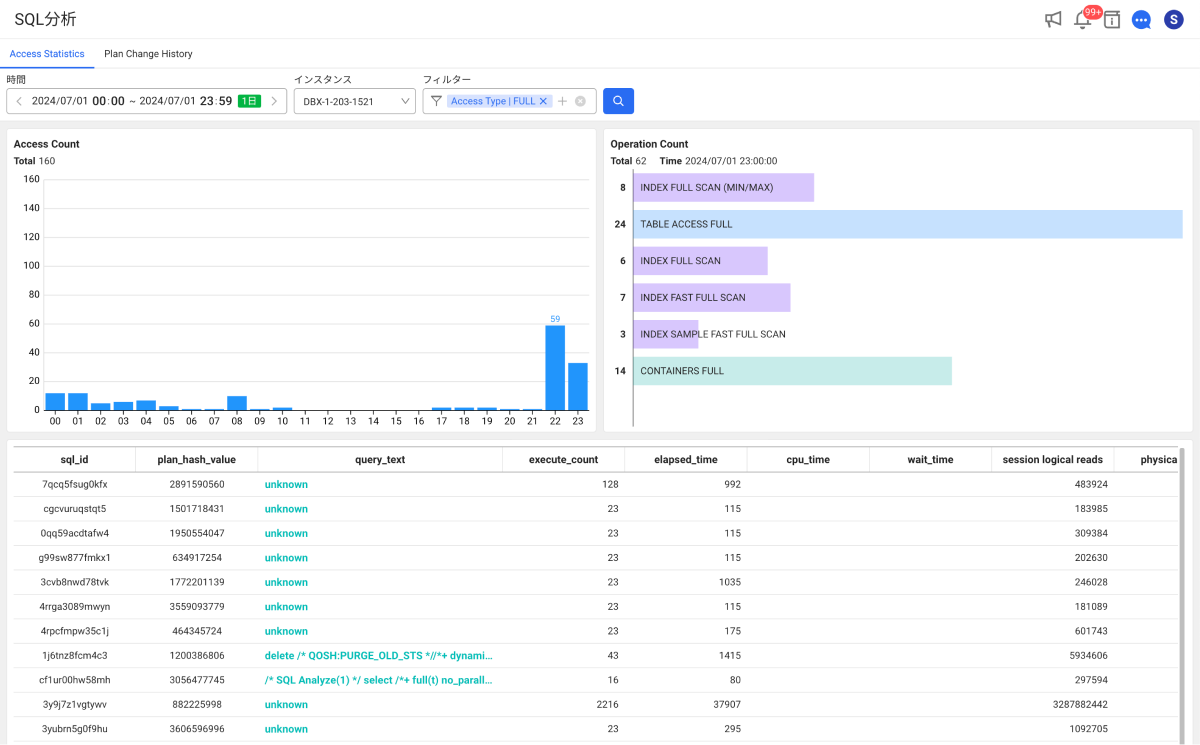 SQL分析
99+
S
Access Statistics Plan Change History
時間 インスタンス フィルター
2024/07/01 00:00 ~ 2024/07/01 23:59 1日 DBX-1-203-1521 Access Type | FULL
Access Count
Total 160
160
140
120
100
80
60
40
20
0
59
00 01 02 03 04 05 06 07 08 09 10 11 12 13 14 15 16 17 18 19 20 21 22 23
Operation Count
Total 62 Time 2024/07/01 23:00:00
8 INDEX FULL SCAN (MIN/MAX)
24 TABLE ACCESS FULL
6 INDEX FULL SCAN
7 INDEX FAST FULL SCAN
3 INDEX SAMPLE FAST FULL SCAN
14 CONTAINERS FULL
sql_id plan_hash_value query_text execute_count elapsed_time cpu_time wait_time session logical reads physica
7qcq5fsug0kfx 2891590560 unknown 128 992 483924
cgcvuruqstqt5 1501718431 unknown 23 115 183985
0qq59acdtafw4 1950554047 unknown 23 115 309384
g99sw877fmkx1 634917254 unknown 23 115 202630
3cvb8nwd78tvk 1772201139 unknown 23 1035 246028
4rrga3089mwyn 3559093779 unknown 23 115 181089
4rpcfmpw35c1j 464345724 unknown 23 175 601743
1j6tnz8fcm4c3 1200386806 delete /* QOSH:PURGE_OLD_STS *//*+ dynami... 43 1415 5934606
cf1ur00hw58mh 3056477745 /* SQL Analyze(1) */ select /*+ full(t) no_parall... 16 80 297594
3y9j7z1vgtywv 882225998 unknown 2216 37907 3287882442
3yubrn5g0f9hu 3606596996 unknown 23 295 1092705